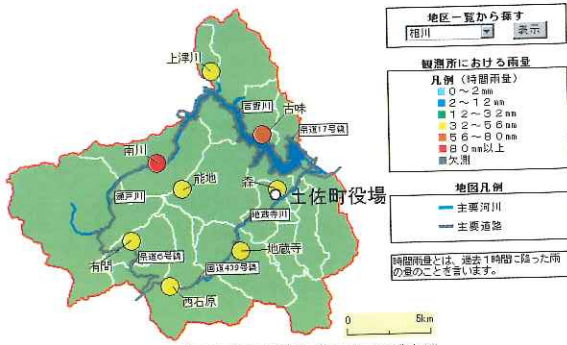 地区一覧から探す
相川
表示
観測所における雨量
凡例（時間雨量）
0～2mm
2～12mm
12～32mm
32～56mm
56～80mm
80mm以上
欠測
地図凡例
主要河川
主要道路
時間雨量とは、過去1時間に降った雨
の量のことを言います。
上津川
吉野川
古味
県道17号線
南川
能地
森
土佐町役場
瀬戸川
地蔵寺川
有間
県道6号線
地蔵寺
国道439号線
西石原
0
5km